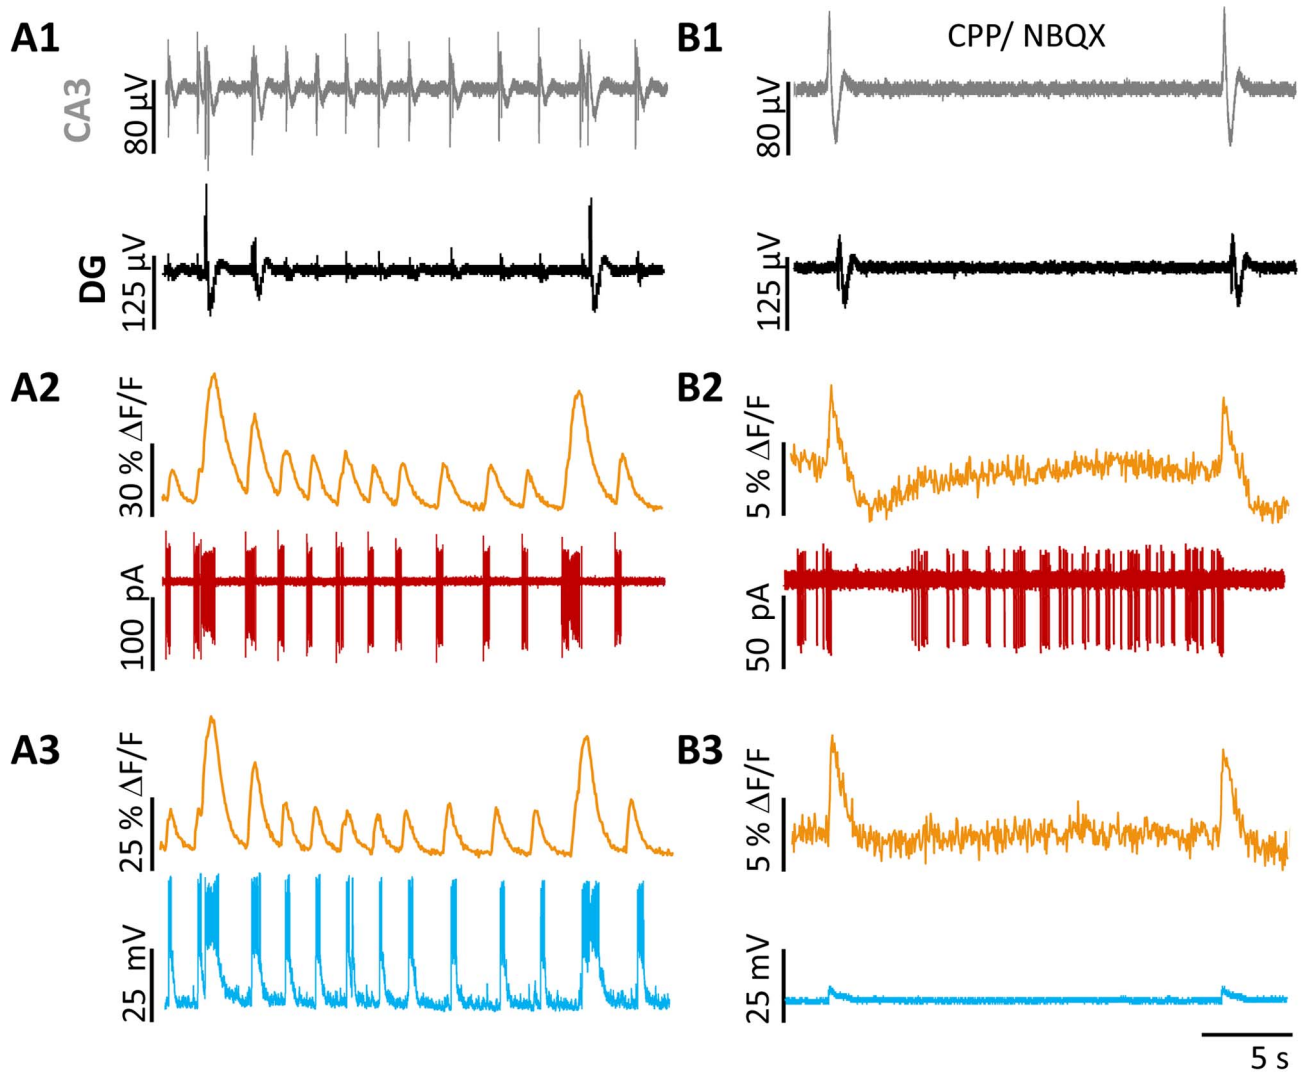 A1
CA3
80 µV
DG
125 µV
A2
30 % ΔF/F
100 pA
A3
25 % ΔF/F
25 mV
B1
CPP/ NBQX
80 µV
125 µV
B2
5 % ΔF/F
50 pA
B3
5 % ΔF/F
25 mV
5 s